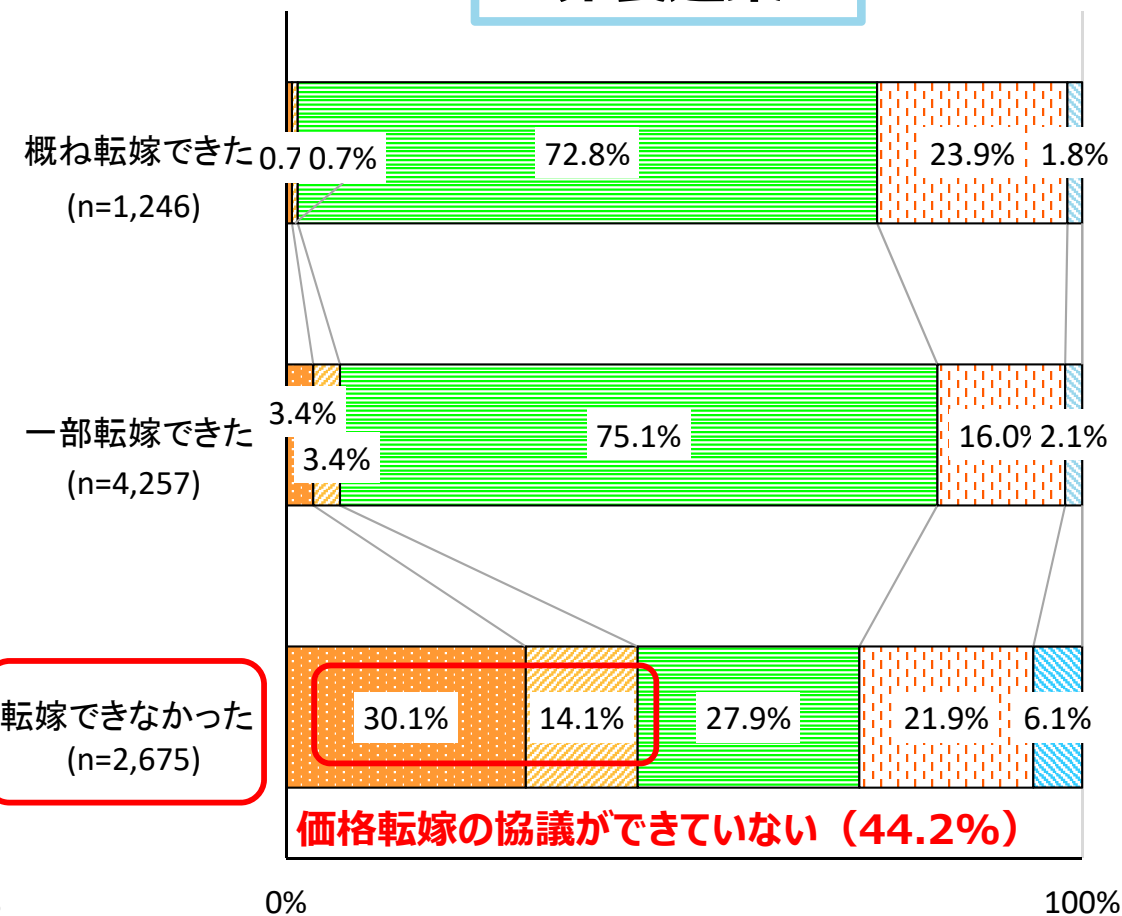 概ね転嫁できた
(n=1,246)
0.7
0.7%
72.8%
23.9%
1.8%
一部転嫁できた
(n=4,257)
3.4%
3.4%
75.1%
16.0%
2.1%
転嫁できなかった
(n=2,675)
30.1%
14.1%
27.9%
21.9%
6.1%
価格転嫁の協議ができていない（44.2%）
0%
100%